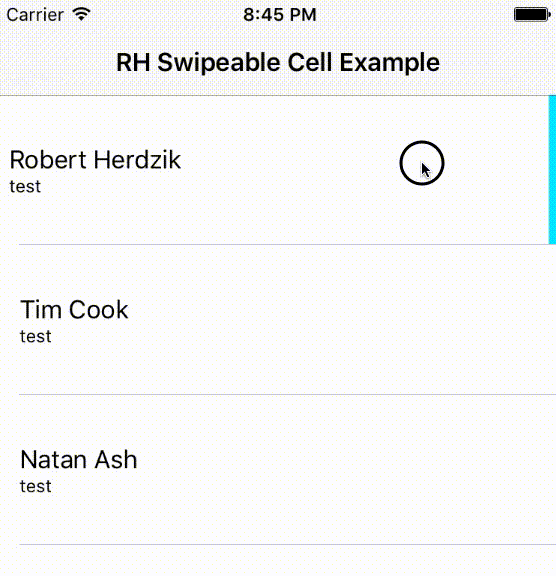 Carrier 8:45 PM
RH Swipeable Cell Example
Robert Herdzik
test
Tim Cook
test
Natan Ash
test